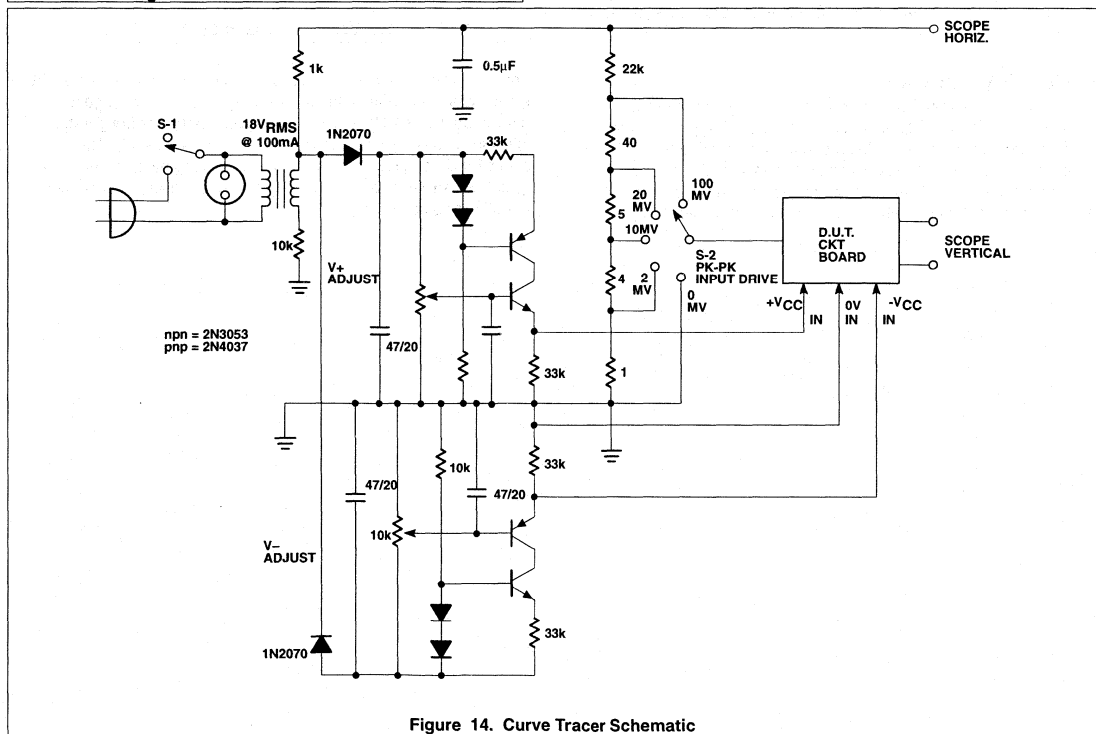 SCOPE
HORIZ.
1k
0.5µF
22k
S-1
18VRMS
@ 100mA
1N2070
33k
40
100
MV
20
MV
5
10MV
S-2
PK-PK
INPUT DRIVE
D.U.T.
CKT
BOARD
SCOPE
VERTICAL
10k
V+
ADJUST
4
2
MV
0
MV
+VCC
IN
0V
IN
-VCC
IN
npn = 2N3053
pnp = 2N4037
47/20
33k
1
33k
10k
47/20
47/20
10k
V–
ADJUST
33k
1N2070
Figure 14. Curve Tracer Schematic